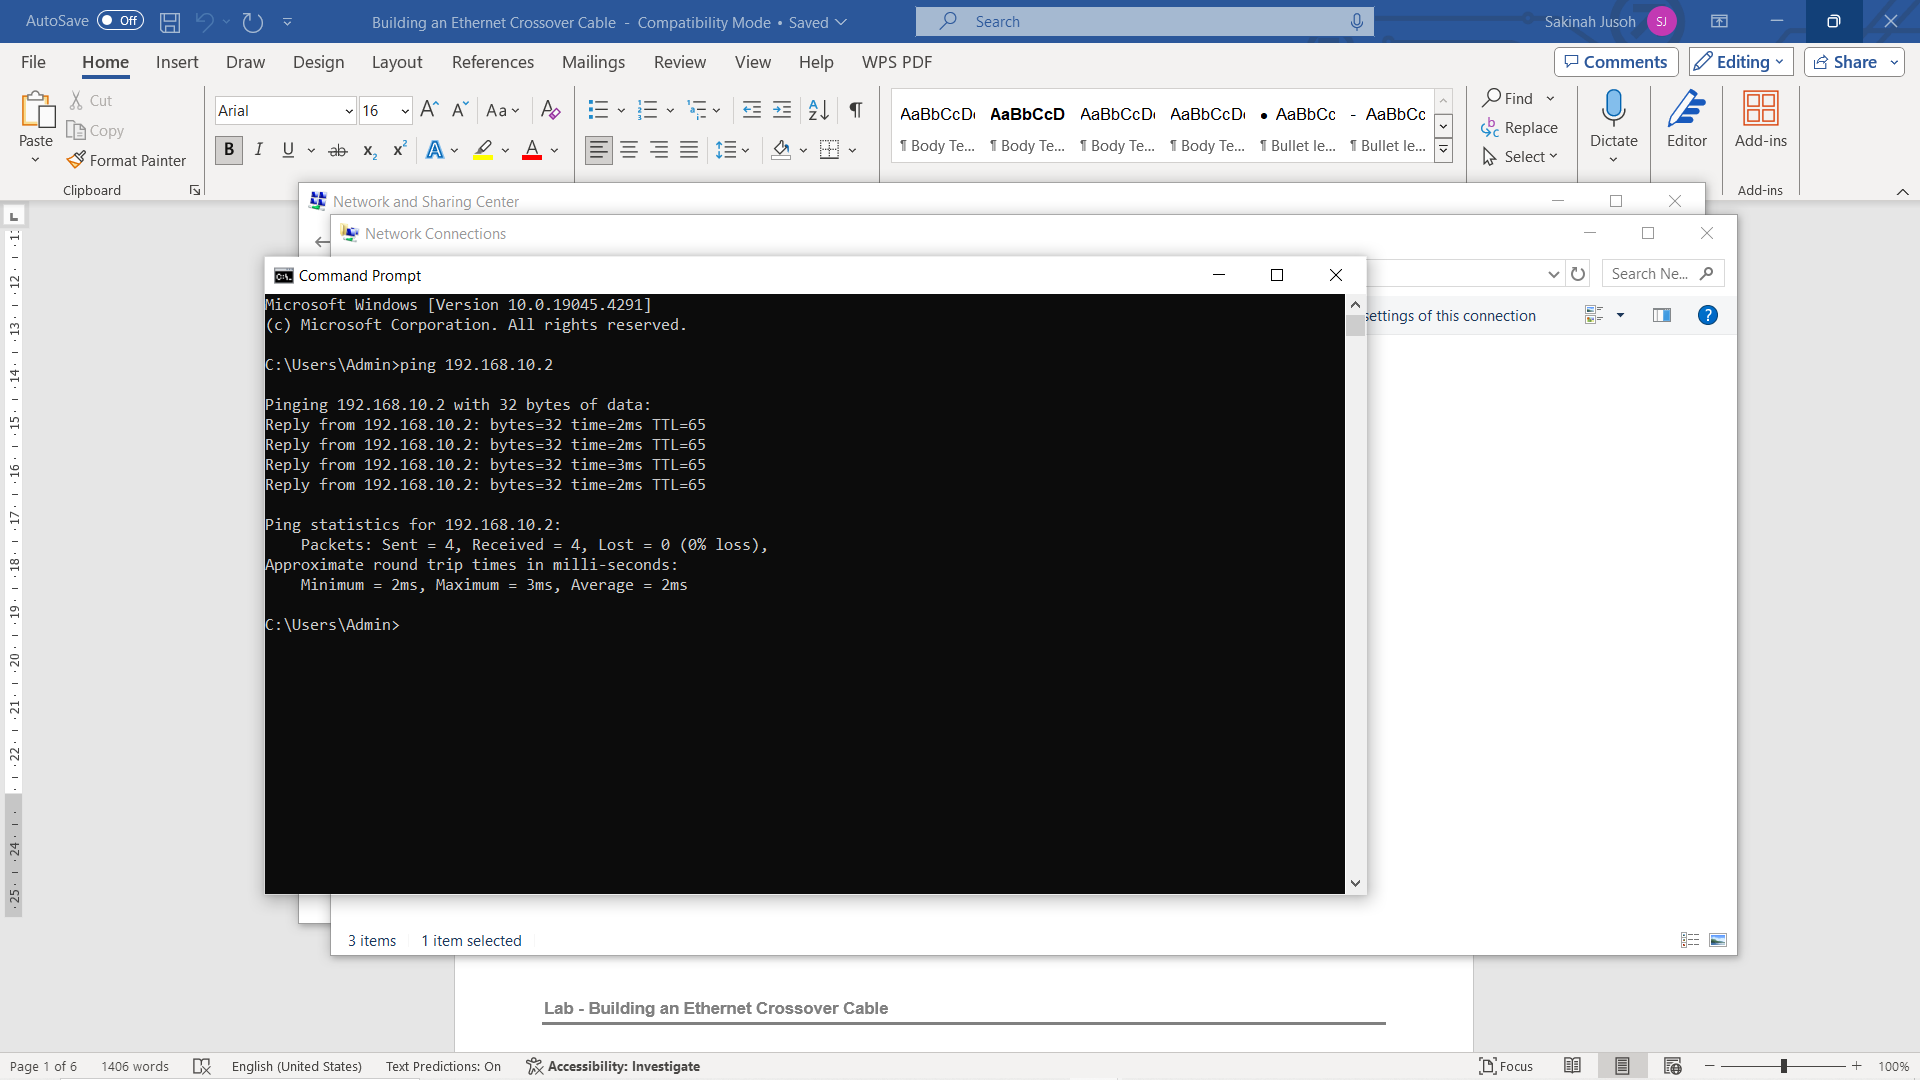 AutoSave Off
Building an Ethernet Crossover Cable - Compatibility Mode • Saved
Search
Sakinah Jusoh SJ
File Home Insert Draw Design Layout References Mailings Review View Help WPS PDF
Comments Editing Share
Paste
Cut
Copy
Format Painter
Clipboard
Arial 16
B I U ab x₂ x²
AaBbCcDc AaBbCcD AaBbCcDc AaBbCcDc • AaBbCc - AaBbCc
¶ Body Te... ¶ Body Te... ¶ Body Te... ¶ Body Te... ¶ Bullet le... ¶ Bullet le...
Find
Replace
Select
Dictate
Editor
Add-ins
Add-ins
Network and Sharing Center
Network Connections
Search Ne...
settings of this connection
Command Prompt
Microsoft Windows [Version 10.0.19045.4291]
(c) Microsoft Corporation. All rights reserved.
C:\Users\Admin>ping 192.168.10.2
Pinging 192.168.10.2 with 32 bytes of data:
Reply from 192.168.10.2: bytes=32 time=2ms TTL=65
Reply from 192.168.10.2: bytes=32 time=2ms TTL=65
Reply from 192.168.10.2: bytes=32 time=3ms TTL=65
Reply from 192.168.10.2: bytes=32 time=2ms TTL=65
Ping statistics for 192.168.10.2:
Packets: Sent = 4, Received = 4, Lost = 0 (0% loss),
Approximate round trip times in milli-seconds:
Minimum = 2ms, Maximum = 3ms, Average = 2ms
C:\Users\Admin>
3 items 1 item selected
Lab - Building an Ethernet Crossover Cable
Page 1 of 6 1406 words English (United States) Text Predictions: On Accessibility: Investigate Focus 100%